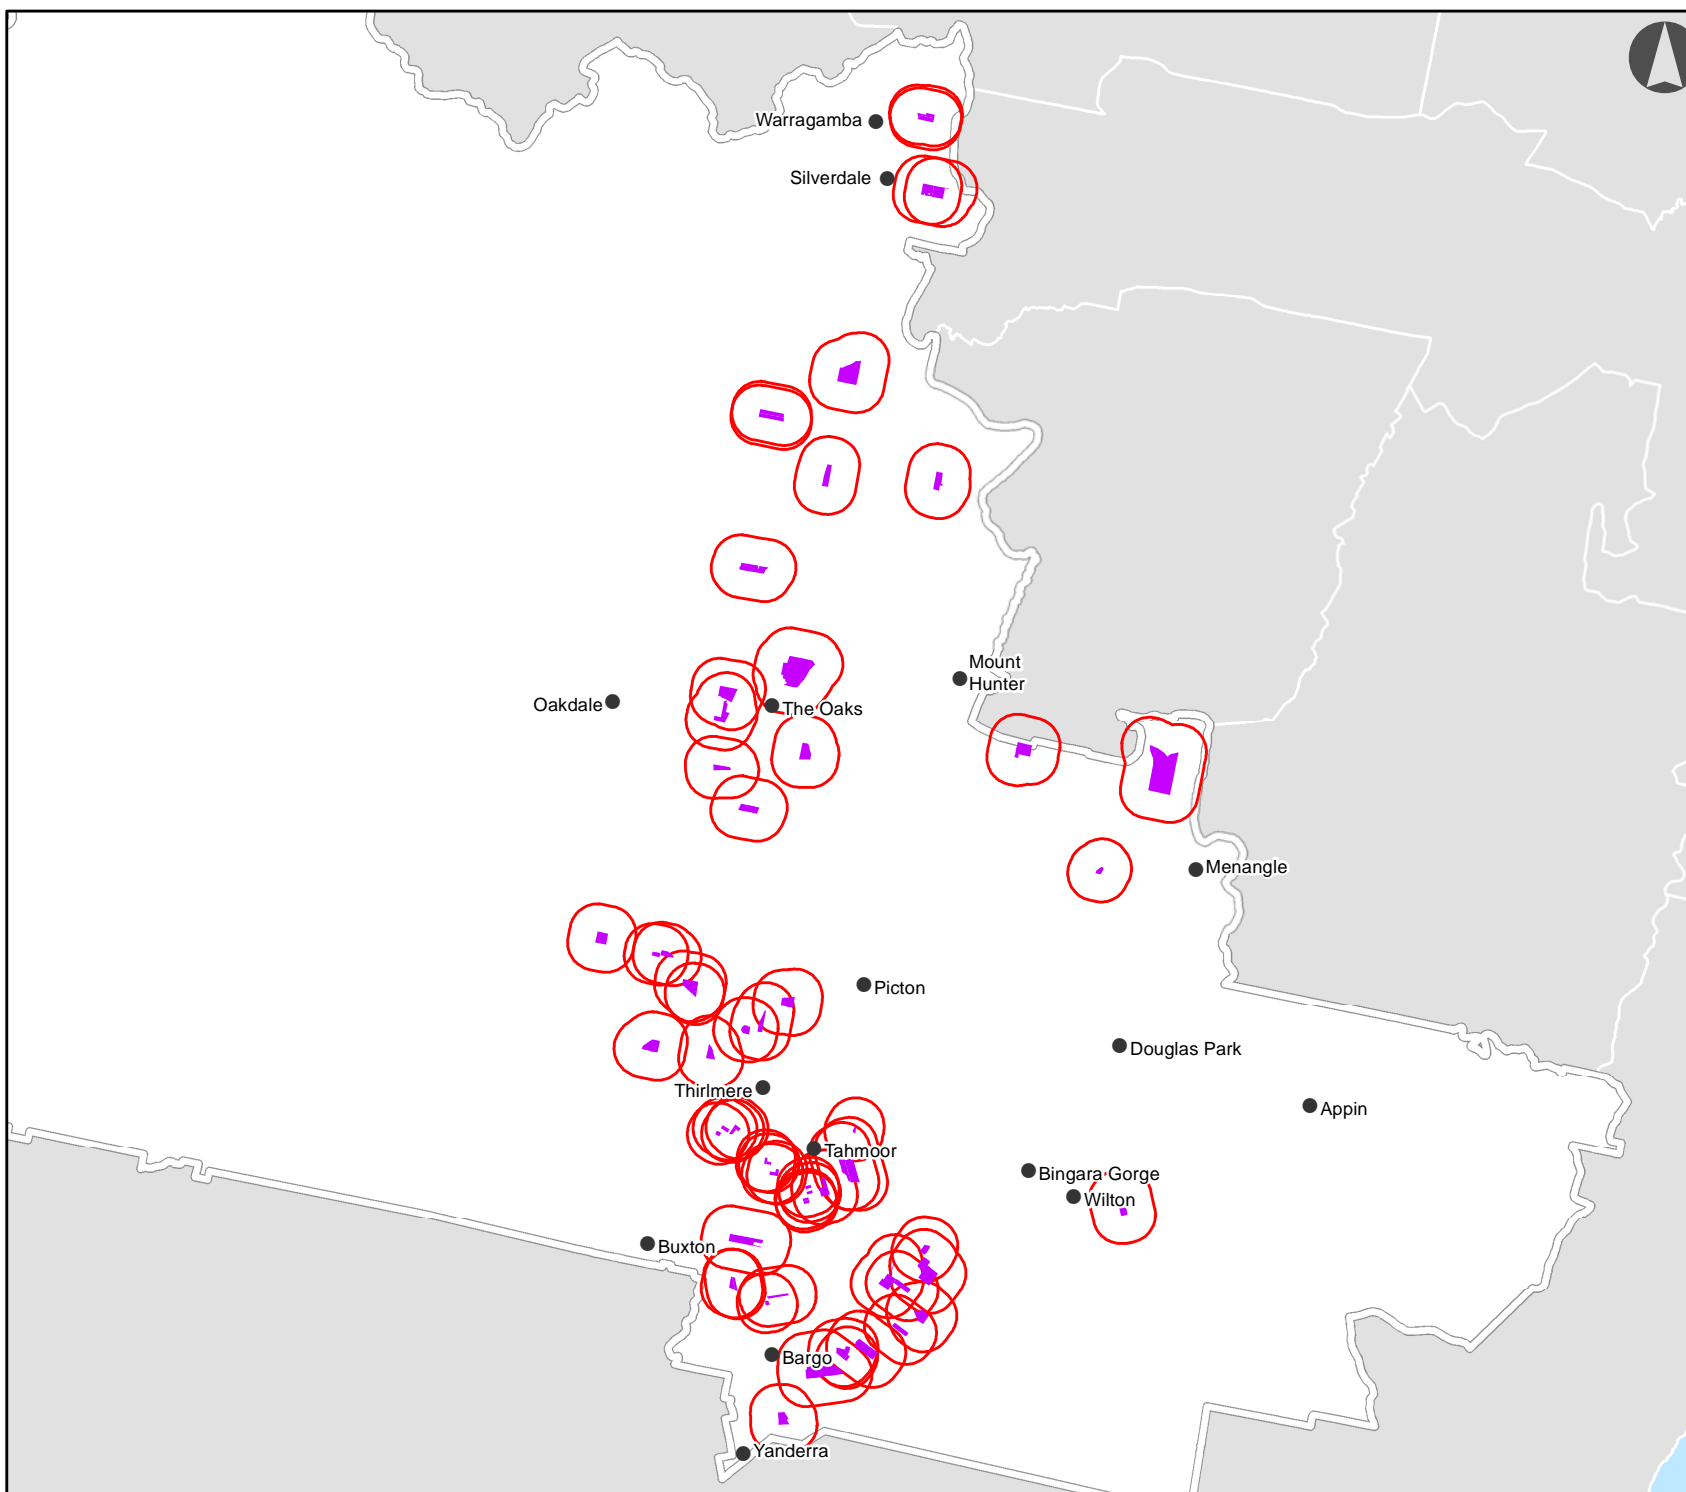 Warragamba
Silverdale
Mount
Hunter
Oakdale
The Oaks
Menangle
Picton
Douglas Park
Thirlmere
Appin
Tahmoor
Bingara Gorge
Wilton
Buxton
Bargo
Yanderra